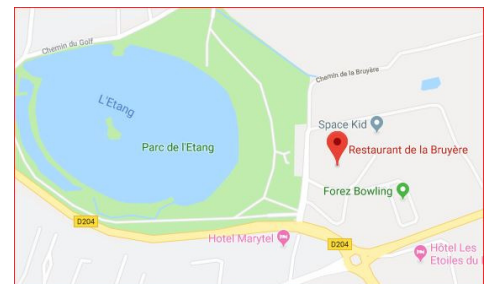 Chemin du Golf
Chemin de la Bruyère
L'Etang
Space Kid
Parc de l'Etang
Restaurant de la Bruyère
Forez Bowling
D204
Hotel Marytel
D204
Hôtel Les
Etoiles du